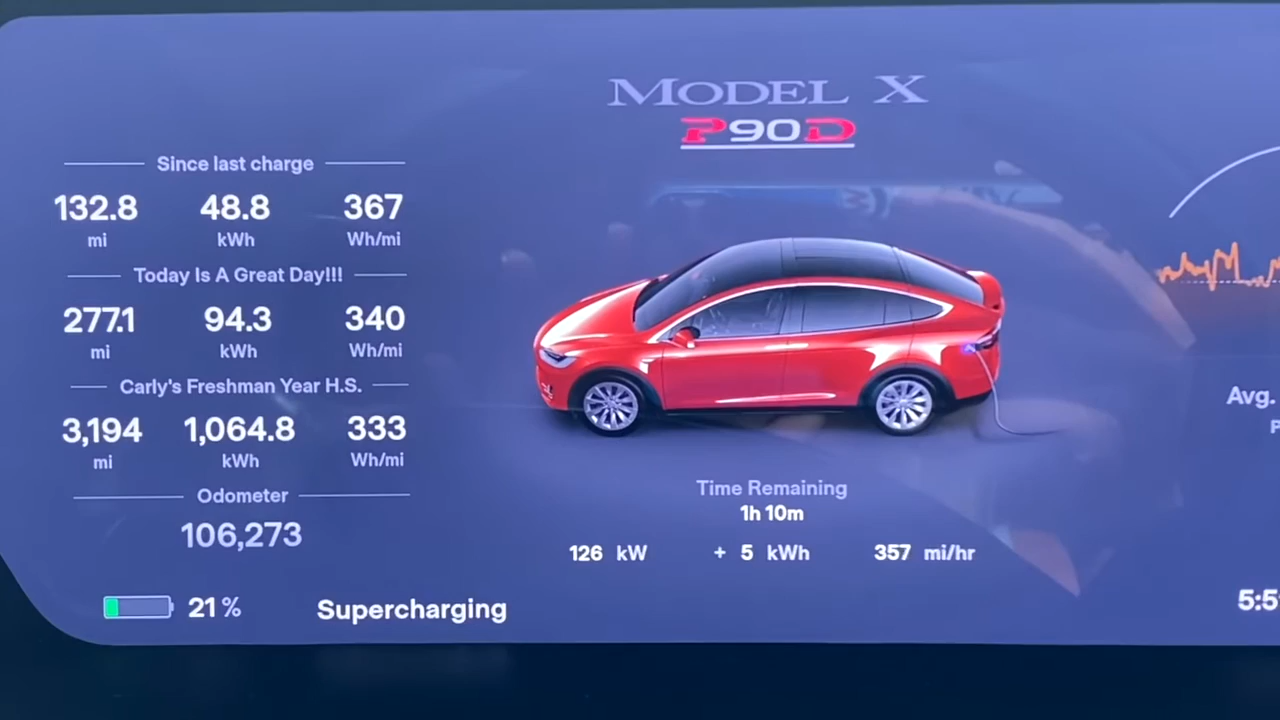 MODEL X
P90D
Since last charge
132.8 48.8 367
mi kWh Wh/mi
Today Is A Great Day!!!
277.1 94.3 340
mi kWh Wh/mi
Carly's Freshman Year H.S.
3,194 1,064.8 333
mi kWh Wh/mi
Odometer
106,273
21 %
Supercharging
Time Remaining
1h 10m
126 kW + 5 kWh 357 mi/hr
Avg.
P
5:5